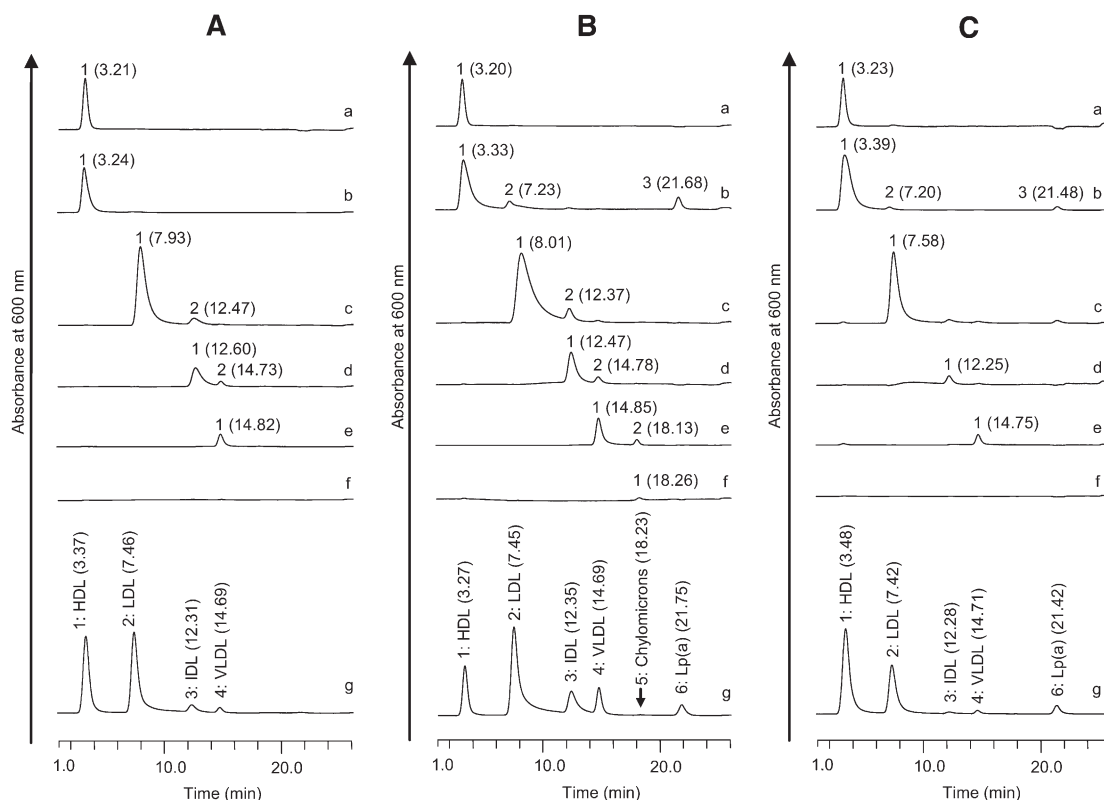 A
Absorbance at 600 nm
1 (3.21)
a
1 (3.24)
b
1 (7.93)
2 (12.47)
c
1 (12.60)
2 (14.73)
d
1 (14.82)
e
f
1: HDL (3.37)
2: LDL (7.46)
3: IDL (12.31)
4: VLDL (14.69)
g
1.0 10.0 20.0
Time (min)
B
Absorbance at 600 nm
1 (3.20)
a
1 (3.33)
2 (7.23)
3 (21.68)
b
1 (8.01)
2 (12.37)
c
1 (12.47)
2 (14.78)
d
1 (14.85)
2 (18.13)
e
1 (18.26)
f
1: HDL (3.27)
2: LDL (7.45)
3: IDL (12.35)
4: VLDL (14.69)
5: Chylomicrons (18.23)
6: Lp(a) (21.75)
g
1.0 10.0 20.0
Time (min)
C
Absorbance at 600 nm
1 (3.23)
a
1 (3.39)
2 (7.20)
3 (21.48)
b
1 (7.58)
c
1 (12.25)
d
1 (14.75)
e
f
1: HDL (3.48)
2: LDL (7.42)
3: IDL (12.28)
4: VLDL (14.71)
6: Lp(a) (21.42)
g
1.0 10.0 20.0
Time (min)